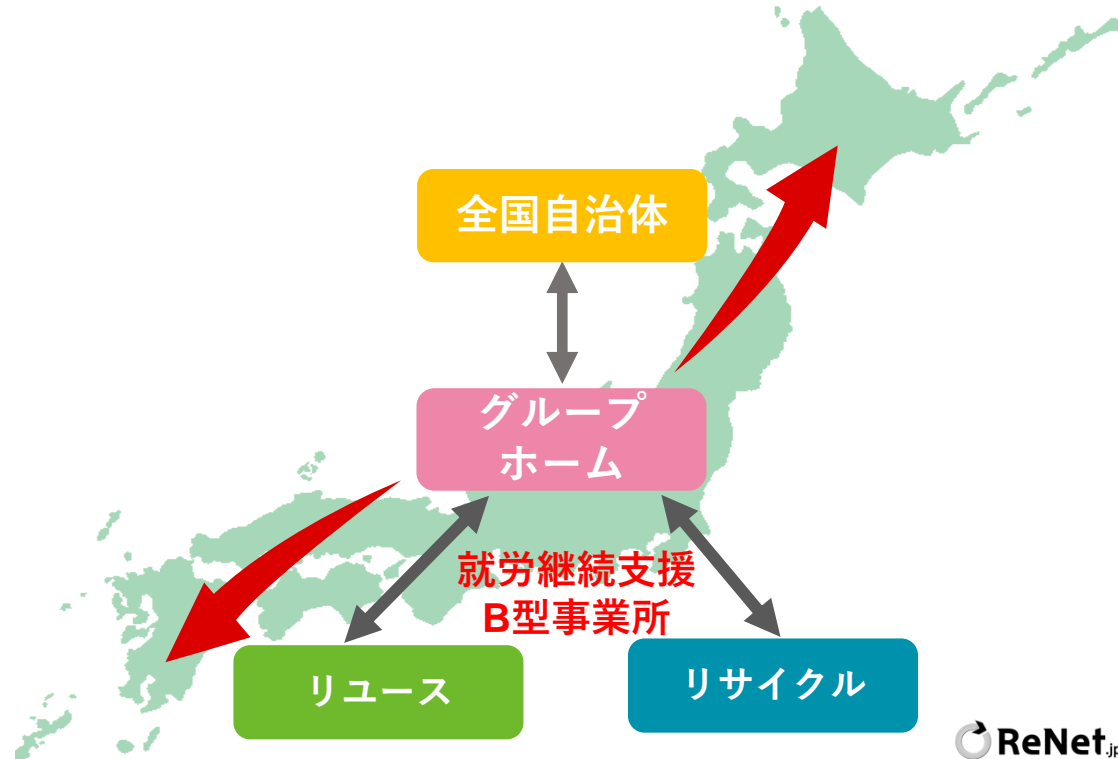 全国自治体
グループ
ホーム
就労継続支援
B型事業所
リユース
リサイクル
ReNet.jp